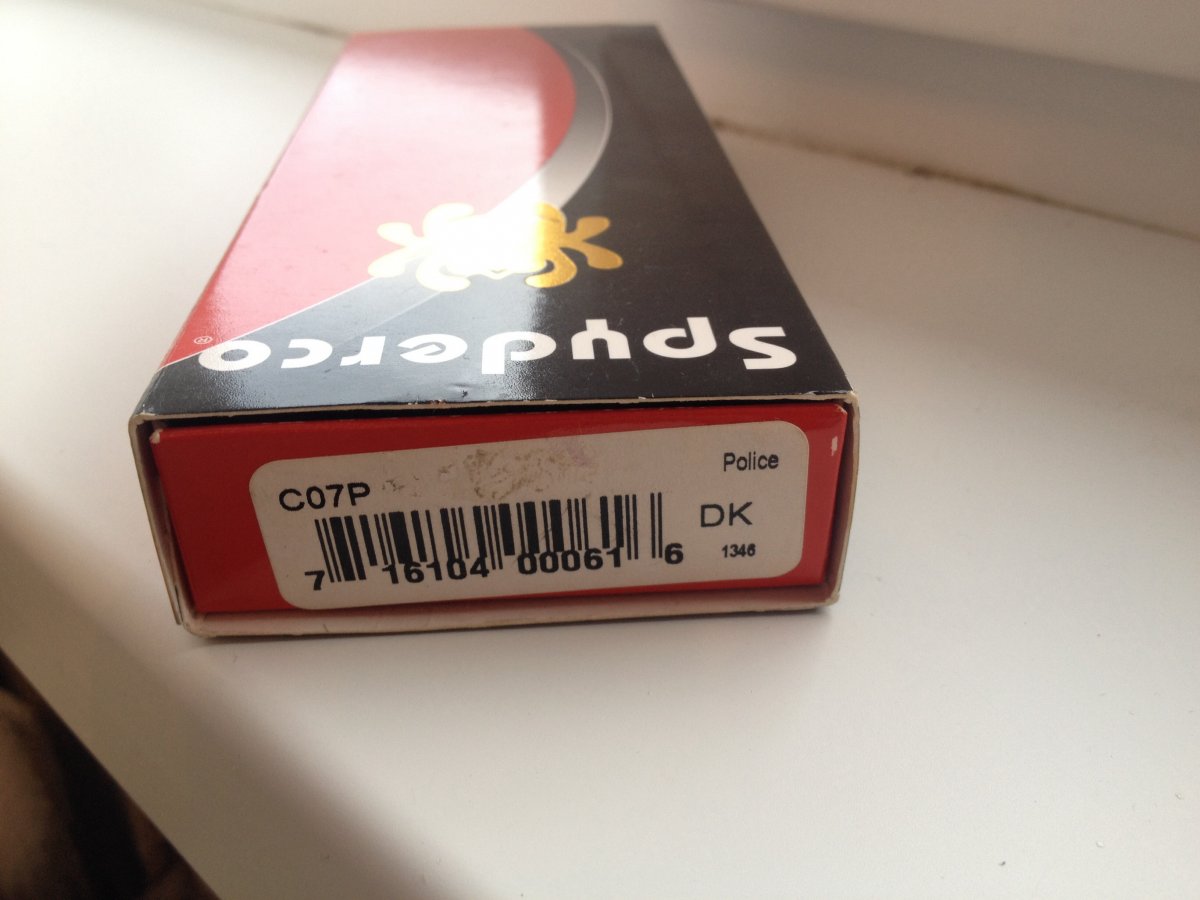 Spyderco®
C07P
Police
DK
1346
7 16104 00061 6